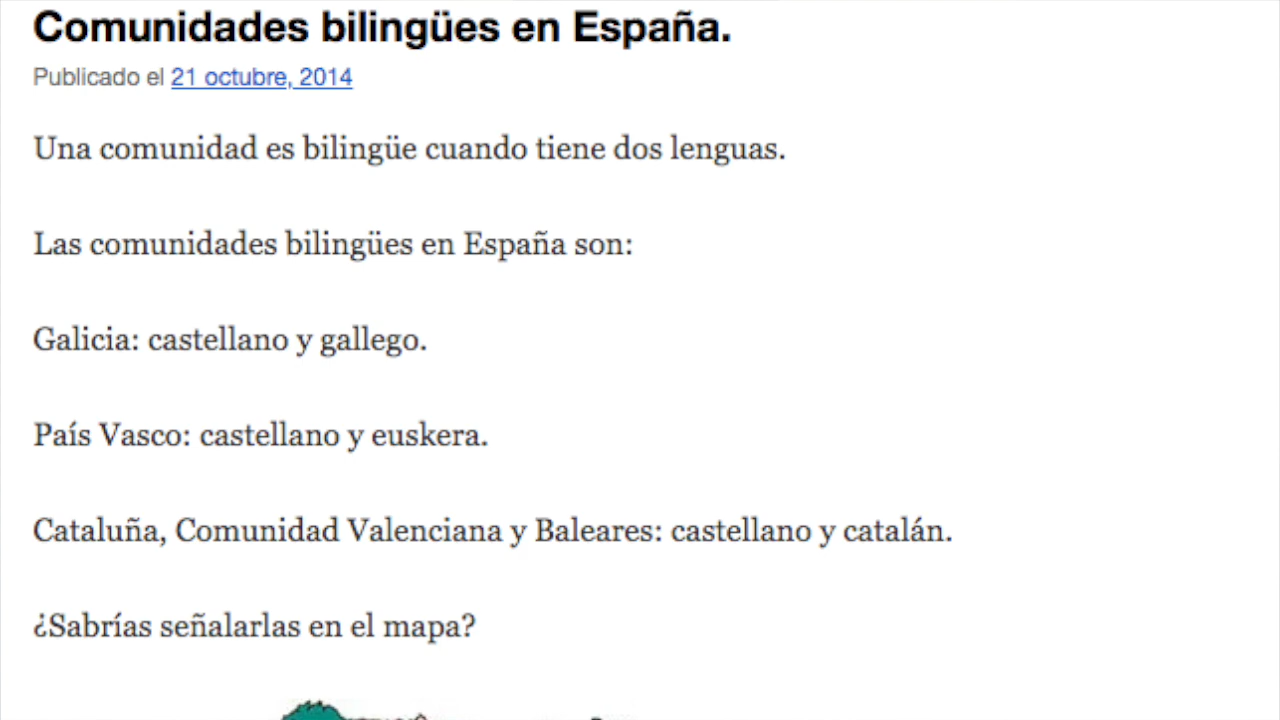 Comunidades bilingües en España.
Publicado el 21 octubre, 2014
Una comunidad es bilingüe cuando tiene dos lenguas.
Las comunidades bilingües en España son:
Galicia: castellano y gallego.
País Vasco: castellano y euskera.
Cataluña, Comunidad Valenciana y Baleares: castellano y catalán.
¿Sabrías señalarlas en el mapa?